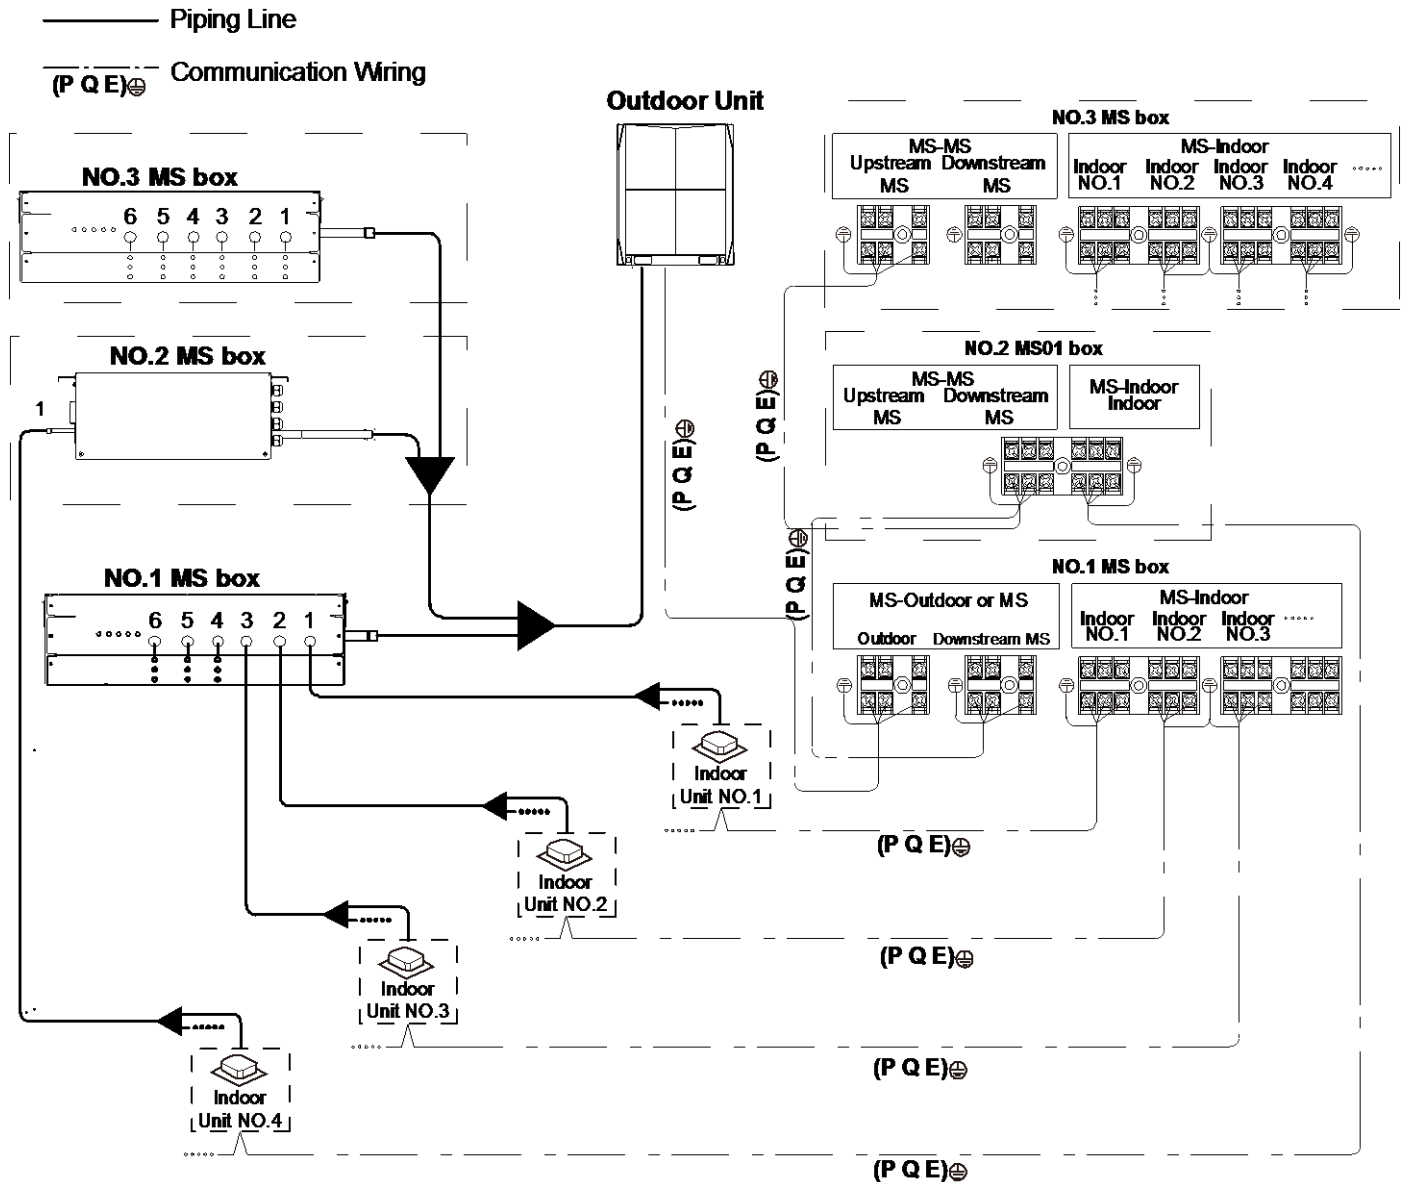 Piping Line
(P Q E) Communication Wiring
Outdoor Unit
NO.3 MS box
6 5 4 3 2 1
NO.2 MS box
1
NO.1 MS box
6 5 4 3 2 1
Indoor
Unit NO.1
Indoor
Unit NO.2
Indoor
Unit NO.3
Indoor
Unit NO.4
(P Q E)
(P Q E)
(P Q E)
NO.3 MS box
MS-MS
Upstream Downstream
MS MS
MS-Indoor
Indoor Indoor Indoor Indoor
NO.1 NO.2 NO.3 NO.4
NO.2 MS01 box
MS-MS
Upstream Downstream
MS MS
MS-Indoor
Indoor
NO.1 MS box
MS-Outdoor or MS
Outdoor Downstream MS
MS-Indoor
Indoor Indoor Indoor
NO.1 NO.2 NO.3
(P Q E)
(P Q E)
(P Q E)
(P Q E)